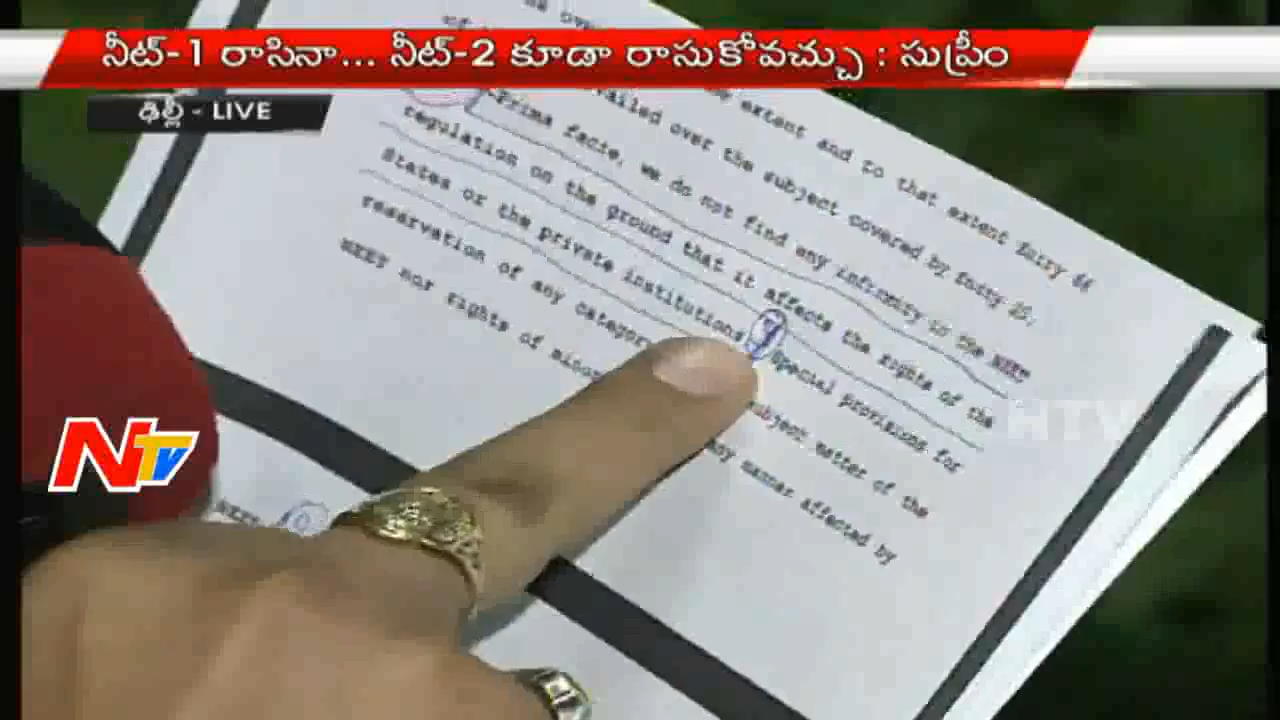 నీట్-1 రాసినా... నీట్-2 కూడా రాసుకోవచ్చు : సుప్రీం
ఢిల్లీ - LIVE
extent and to that extent Entry 66
over the subject covered by Entry 25.
Prima facie, we do not find any infirmity in the NEET
regulation on the ground that it affects the rights of the
States or the private institutions. Special provisions for
reservation of any category subject matter of the
NEET nor rights of any manner affected by
NTV
NTV